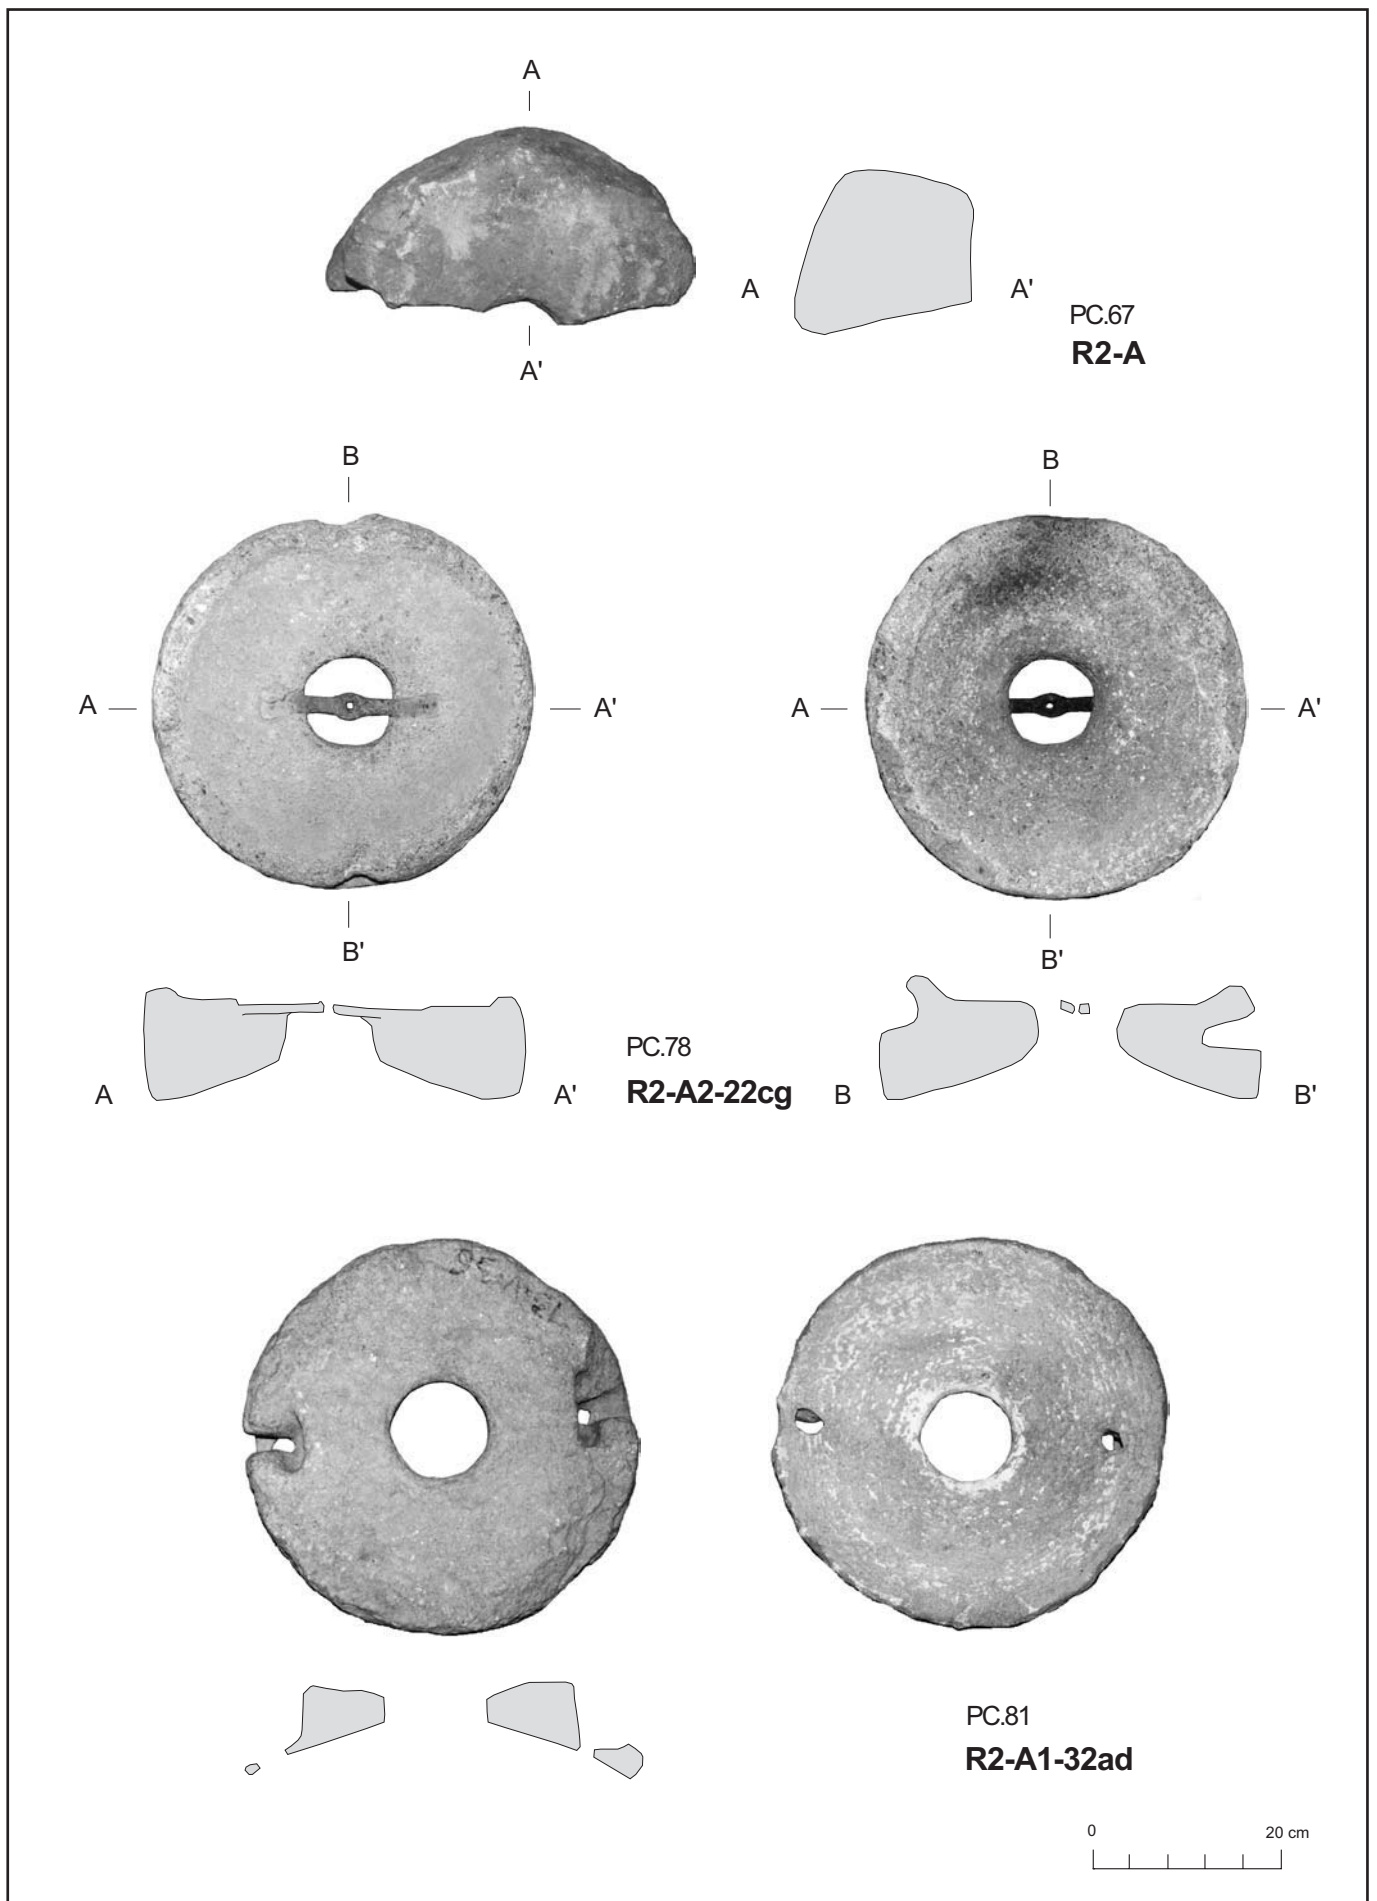 A
A A'
PC.67
R2-A
A'
B B
A A' A A'
B' B'
PC.78
A A' R2-A2-22cg B B'
PC.81
R2-A1-32ad
0 20 cm